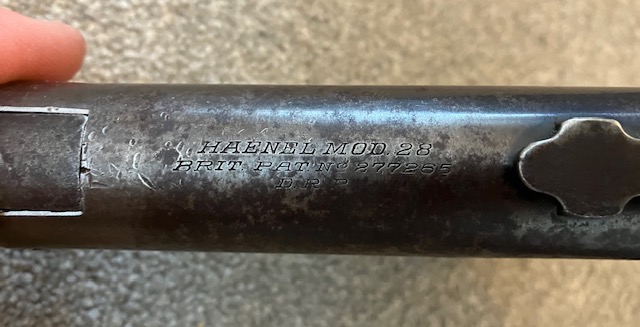 HAENEL MOD. 28
BRIT. PAT. No 277265
D. R. P.